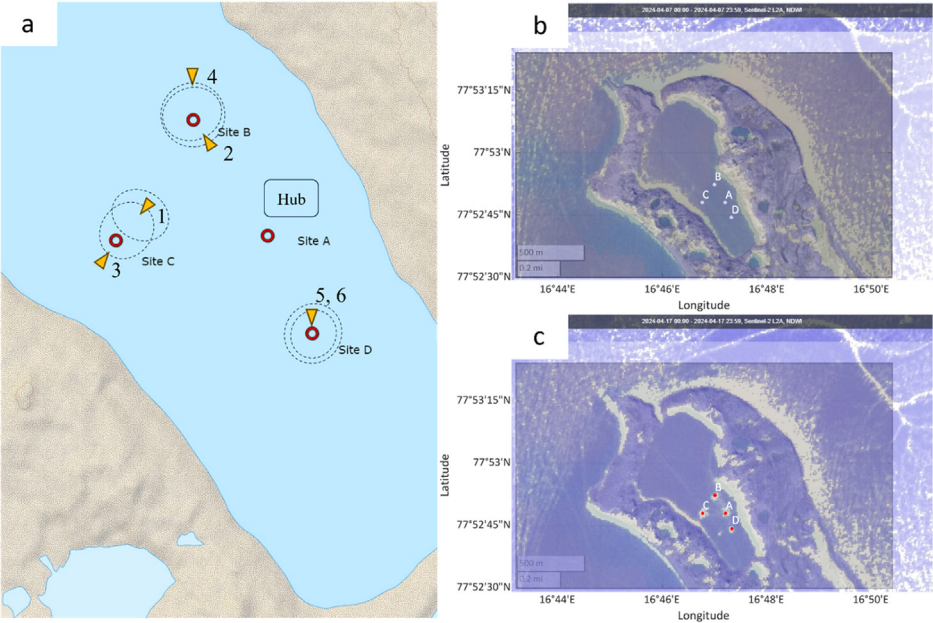 a
4
Site B
2
Hub
1
Site A
Site C
3
5, 6
Site D
b
2024-04-07 00:00 - 2024-04-07 23:59, Sentinel-2 L2A, NDWI
77°53'15"N
77°53'N
77°52'45"N
77°52'30"N
Latitude
B
C
A
D
500 m
0.2 mi
16°44'E
16°46'E
16°48'E
16°50'E
Longitude
c
2024-04-17 00:00 - 2024-04-17 23:59, Sentinel-2 L2A, NDWI
77°53'15"N
77°53'N
77°52'45"N
77°52'30"N
Latitude
B
C
A
D
500 m
0.2 mi
16°44'E
16°46'E
16°48'E
16°50'E
Longitude